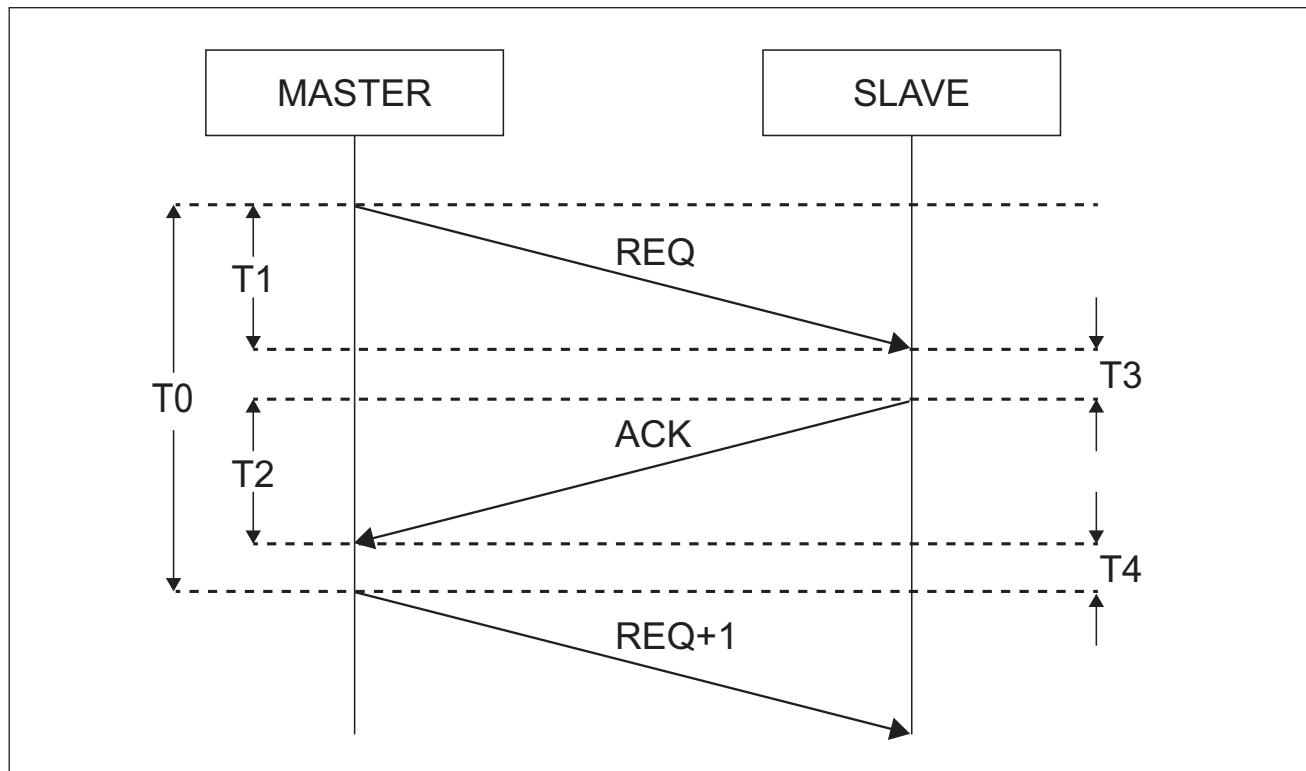 MASTER
SLAVE
REQ
T1
T3
T0
ACK
T2
T4
REQ+1